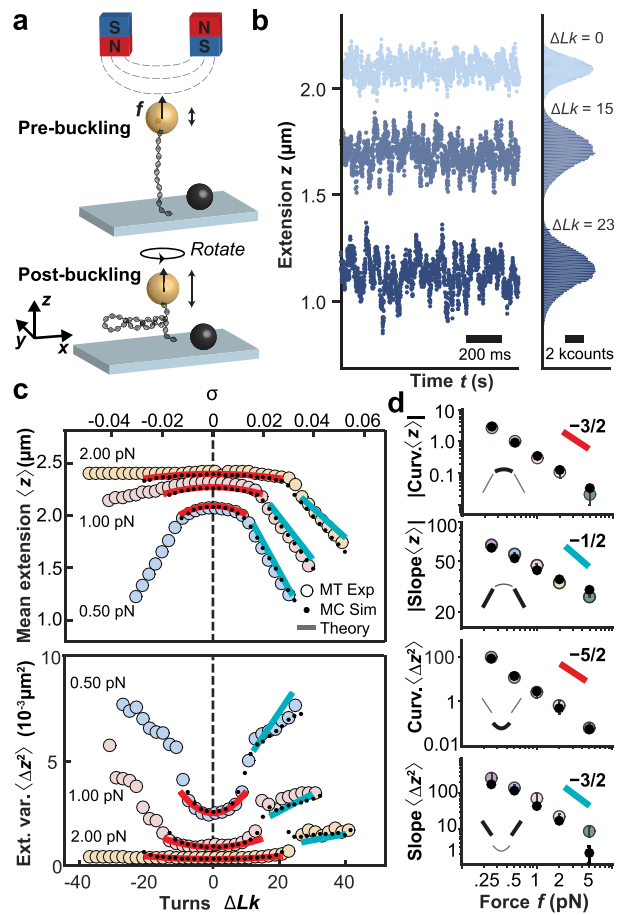 a
S
N
N
S
f
Pre-buckling
Rotate
Post-buckling
z
y
x
b
Extension z (μm)
2.0
1.5
1.0
200 ms
Time t (s)
ΔLk = 0
ΔLk = 15
ΔLk = 23
2 kcounts
c
σ
-0.04 -0.02 0 0.02 0.04 0.06
Mean extension ⟨z⟩ (μm)
2.5
2.0
1.5
1.0
2.00 pN
1.00 pN
0.50 pN
MT Exp
MC Sim
Theory
Ext. var. ⟨Δz²⟩ (10⁻³μm²)
10
5
0
0.50 pN
1.00 pN
2.00 pN
-40 -20 0 20 40
Turns ΔLk
d
|Curv.⟨z⟩|
1.0
0.1
−3/2
|Slope⟨z⟩|
100
50
20
−1/2
Curv. ⟨Δz²⟩
100
1
0.01
−5/2
Slope ⟨Δz²⟩
100
10
1
−3/2
.25 .5 1 2 5
Force f (pN)